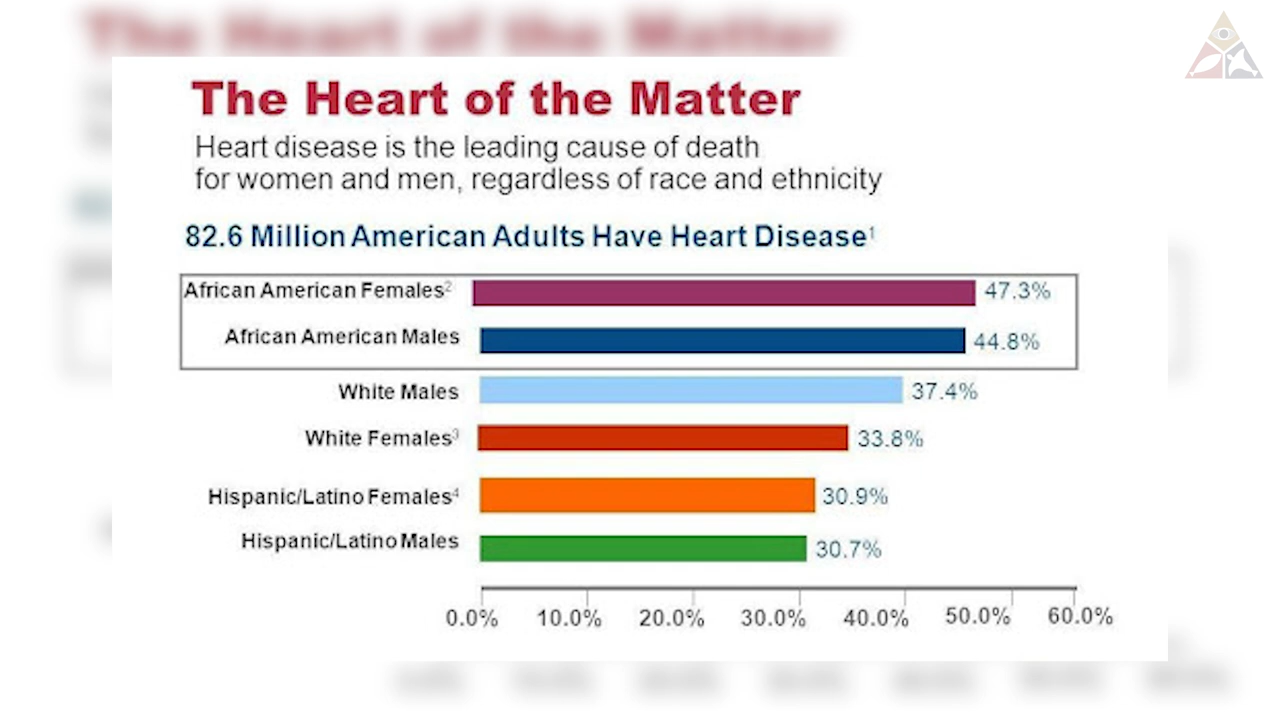 The Heart of the Matter
Heart disease is the leading cause of death
for women and men, regardless of race and ethnicity
82.6 Million American Adults Have Heart Disease¹
African American Females² 47.3%
African American Males 44.8%
White Males 37.4%
White Females³ 33.8%
Hispanic/Latino Females⁴ 30.9%
Hispanic/Latino Males 30.7%
0.0% 10.0% 20.0% 30.0% 40.0% 50.0% 60.0%